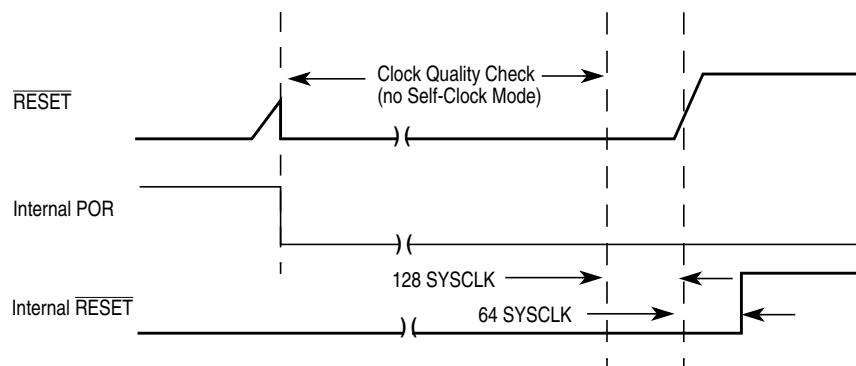 Clock Quality Check
(no Self-Clock Mode)
RESET
Internal POR
128 SYSCLK
Internal RESET
64 SYSCLK